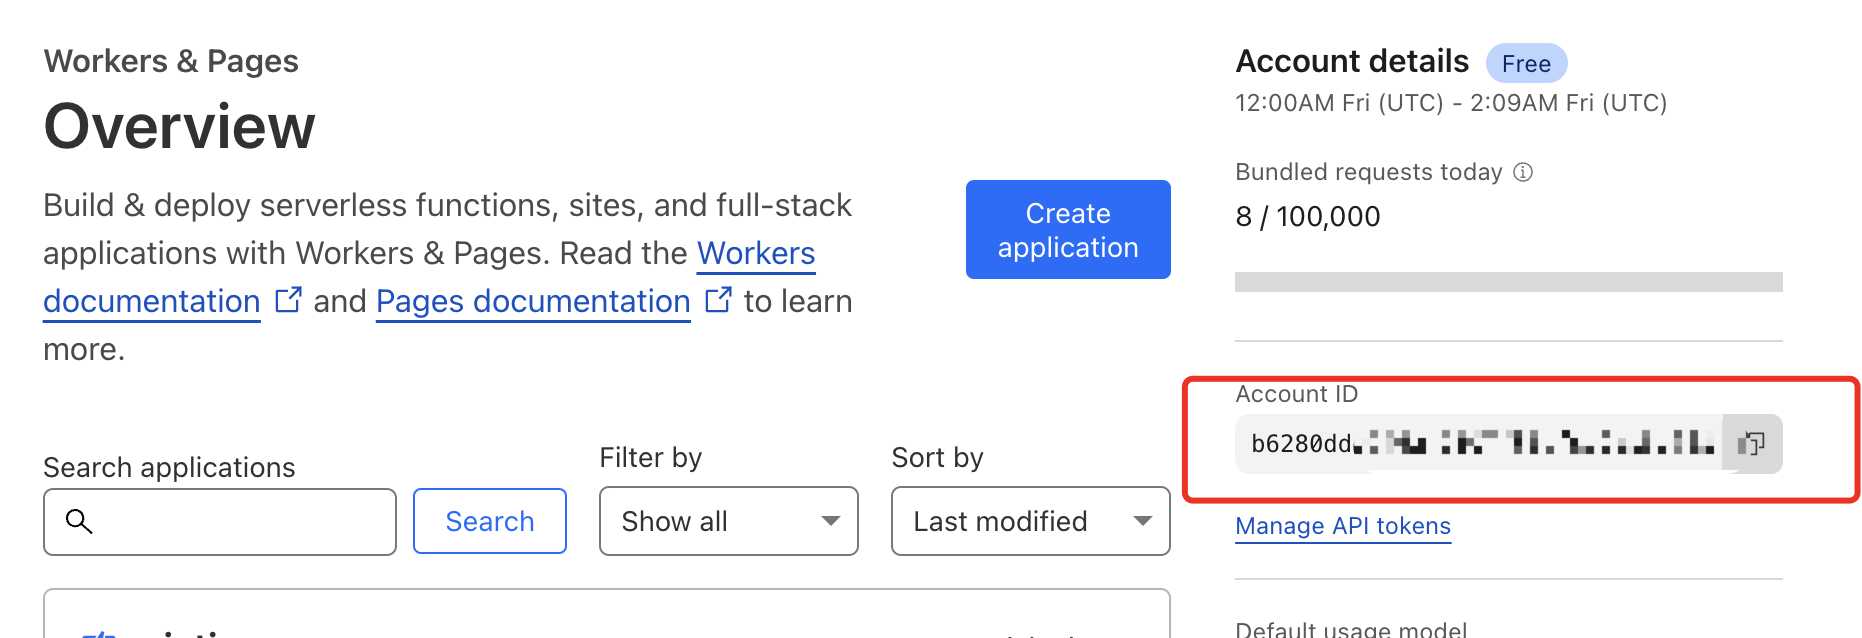 Workers & Pages
Overview
Build & deploy serverless functions, sites, and full-stack
applications with Workers & Pages. Read the Workers
documentation and Pages documentation to learn
more.
Create
application
Search applications
Search
Filter by
Show all
Sort by
Last modified
Account details Free
12:00AM Fri (UTC) - 2:09AM Fri (UTC)
Bundled requests today
8 / 100,000
Account ID
b6280dd
Manage API tokens
Default usage model